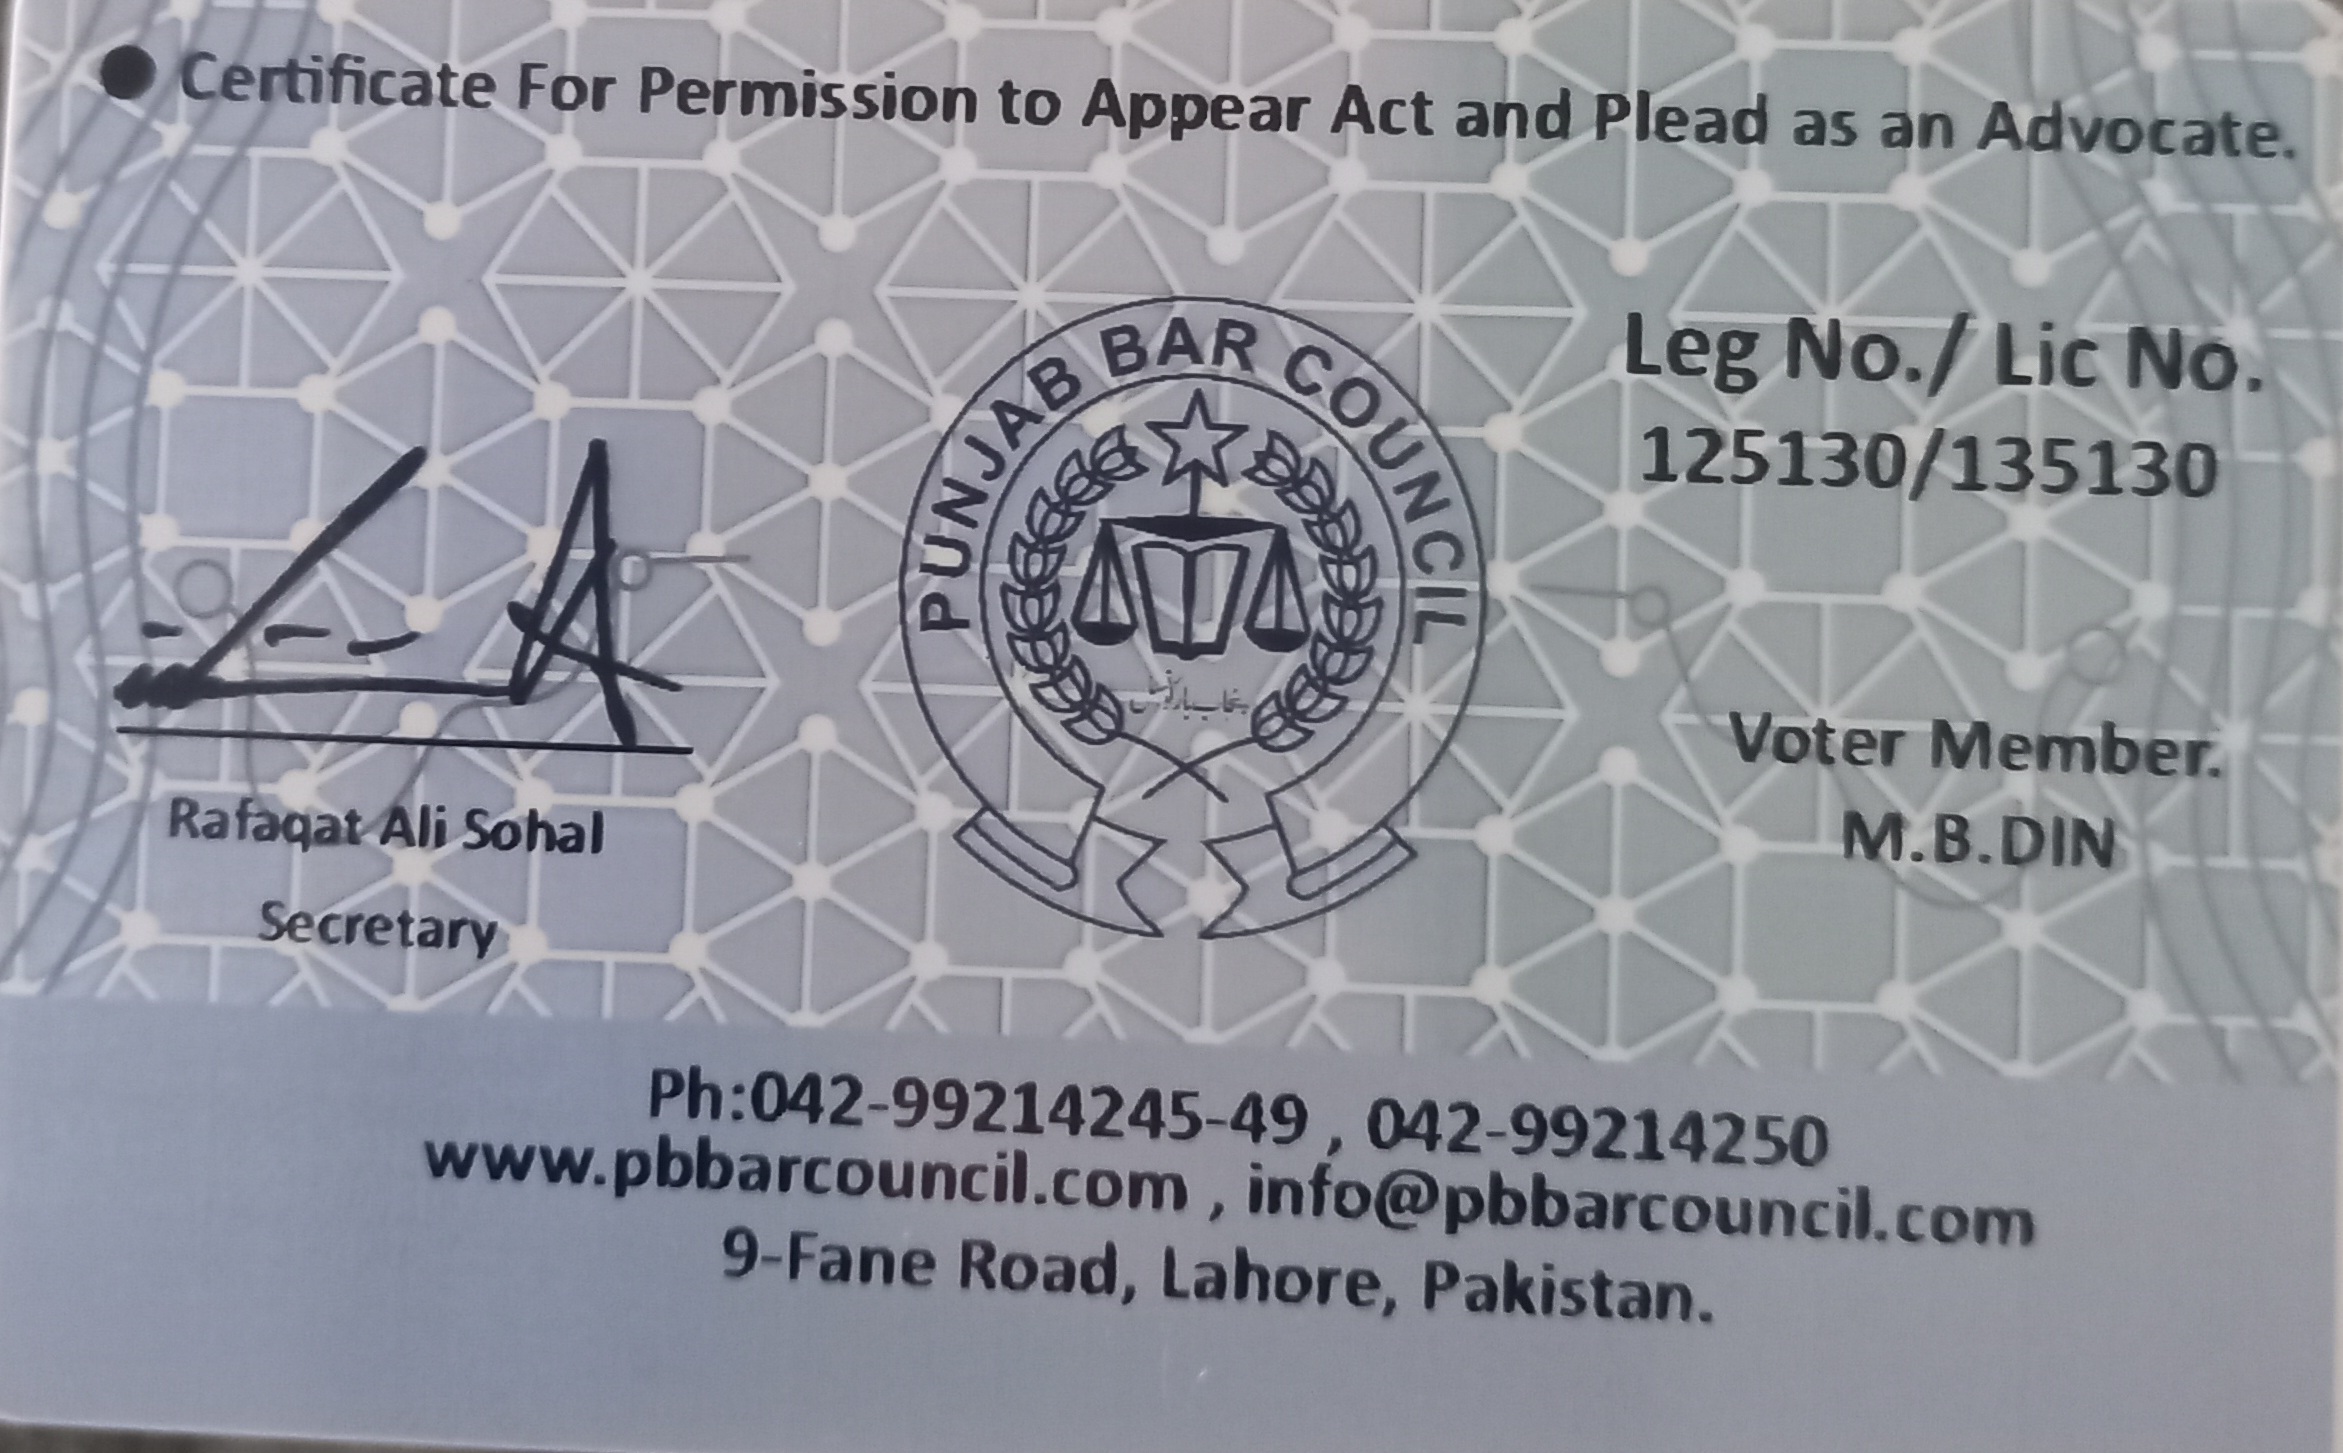 Certificate For Permission to Appear Act and Plead as an Advocate.
PUNJAB BAR COUNCIL
پنجاب بار کونسل
Leg No./ Lic No.
125130/135130
Voter Member.
M.B.DIN
Rafaqat Ali Sohal
Secretary
Ph:042-99214245-49 , 042-99214250
www.pbbarcouncil.com , info@pbbarcouncil.com
9-Fane Road, Lahore, Pakistan.